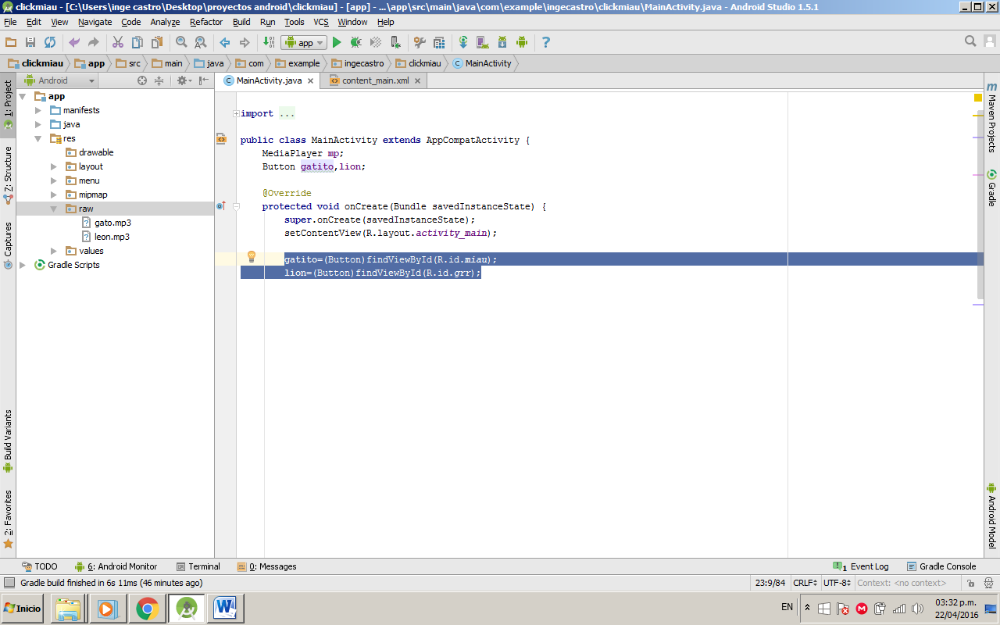 clickmiau - [C:\Users\inge castro\Desktop\proyectos android\clickmiau] - [app] - ...\app\src\main\java\com\example\ingecastro\clickmiau\MainActivity.java - Android Studio 1.5.1
File Edit View Navigate Code Analyze Refactor Build Run Tools VCS Window Help
app
clickmiau app src main java com example ingecastro clickmiau MainActivity
Android
MainActivity.java content_main.xml
1: Project
7: Structure
Captures
Build Variants
2: Favorites
app
manifests
java
res
drawable
layout
menu
mipmap
raw
gato.mp3
leon.mp3
values
Gradle Scripts
import ...
public class MainActivity extends AppCompatActivity {
MediaPlayer mp;
Button gatito,lion;
@Override
protected void onCreate(Bundle savedInstanceState) {
super.onCreate(savedInstanceState);
setContentView(R.layout.activity_main);
gatito=(Button)findViewById(R.id.miau);
lion=(Button)findViewById(R.id.grr);
Maven Projects
Gradle
Android Model
TODO 6: Android Monitor Terminal 0: Messages 1 Event Log Gradle Console
Gradle build finished in 6s 11ms (46 minutes ago) 23:9/84 CRLF UTF-8 Context: <no context>
Inicio EN 03:32 p.m.
22/04/2016